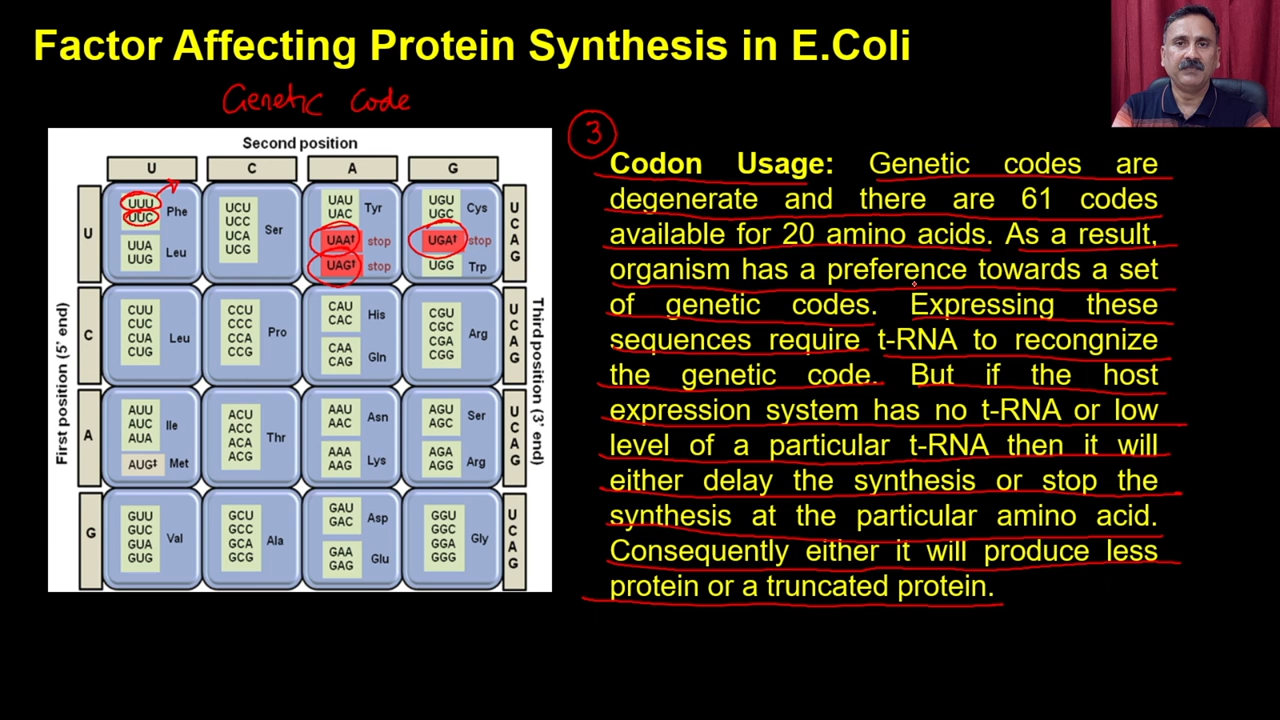 Factor Affecting Protein Synthesis in E.Coli
Genetic Code
Second position
U C A G
First position (5' end)
Third position (3' end)
U
UUU
UUC
Phe
UUA
UUG
Leu
UCU
UCC
UCA
UCG
Ser
UAU
UAC
Tyr
UAA† stop
UAG† stop
UGU
UGC
Cys
UGA† stop
UGG Trp
U
C
A
G
C
CUU
CUC
CUA
CUG
Leu
CCU
CCC
CCA
CCG
Pro
CAU
CAC
His
CAA
CAG
Gln
CGU
CGC
CGA
CGG
Arg
U
C
A
G
A
AUU
AUC
AUA
Ile
AUG‡ Met
ACU
ACC
ACA
ACG
Thr
AAU
AAC
Asn
AAA
AAG
Lys
AGU
AGC
Ser
AGA
AGG
Arg
U
C
A
G
G
GUU
GUC
GUA
GUG
Val
GCU
GCC
GCA
GCG
Ala
GAU
GAC
Asp
GAA
GAG
Glu
GGU
GGC
GGA
GGG
Gly
U
C
A
G
3
Codon Usage: Genetic codes are
degenerate and there are 61 codes
available for 20 amino acids. As a result,
organism has a preference towards a set
of genetic codes. Expressing these
sequences require t-RNA to recongnize
the genetic code. But if the host
expression system has no t-RNA or low
level of a particular t-RNA then it will
either delay the synthesis or stop the
synthesis at the particular amino acid.
Consequently either it will produce less
protein or a truncated protein.